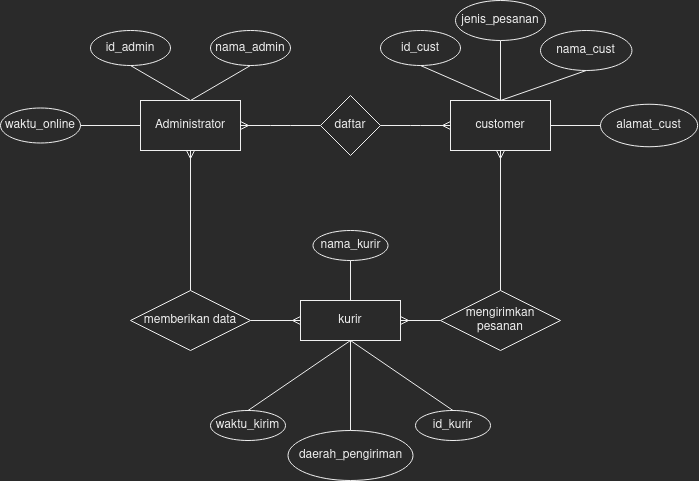 jenis_pesanan
id_admin
nama_admin
id_cust
nama_cust
waktu_online
Administrator
daftar
customer
alamat_cust
nama_kurir
memberikan data
kurir
mengirimkan
pesanan
waktu_kirim
id_kurir
daerah_pengiriman